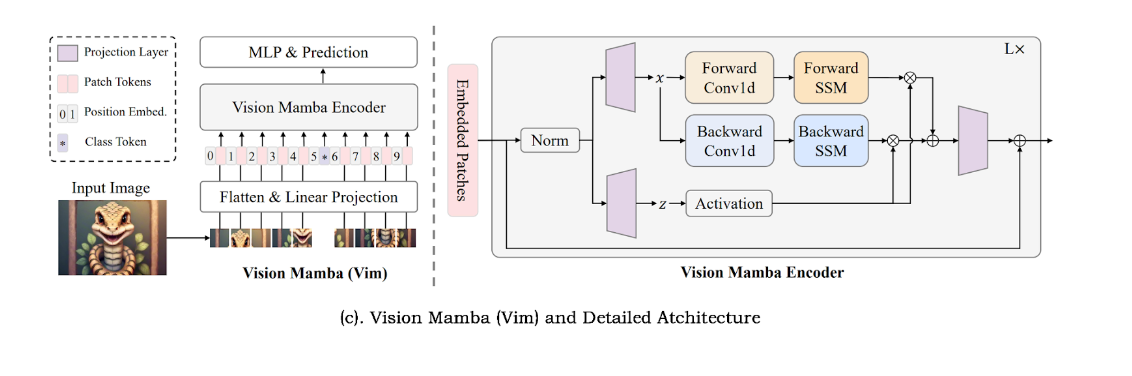 Projection Layer
Patch Tokens
0 1 Position Embed.
* Class Token
Input Image
MLP & Prediction
Vision Mamba Encoder
0 1 2 3 4 5 * 6 7 8 9
Flatten & Linear Projection
Vision Mamba (Vim)
Embedded Patches
Norm
L×
x
Forward
Conv1d
Forward
SSM
Backward
Conv1d
Backward
SSM
z
Activation
Vision Mamba Encoder
(c). Vision Mamba (Vim) and Detailed Atchitecture